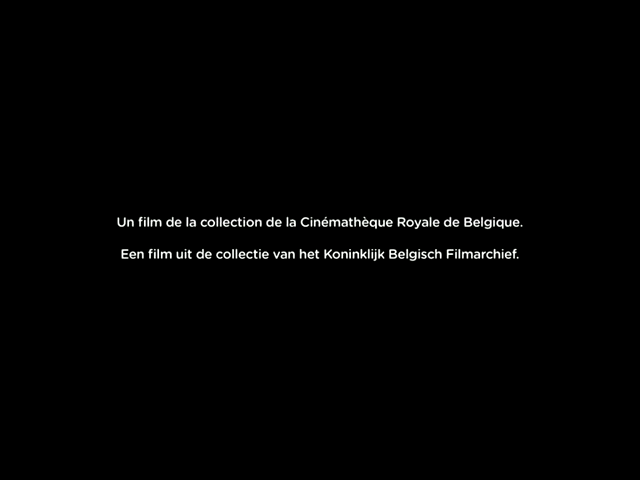 Un film de la collection de la Cinémathèque Royale de Belgique.
Een film uit de collectie van het Koninklijk Belgisch Filmarchief.